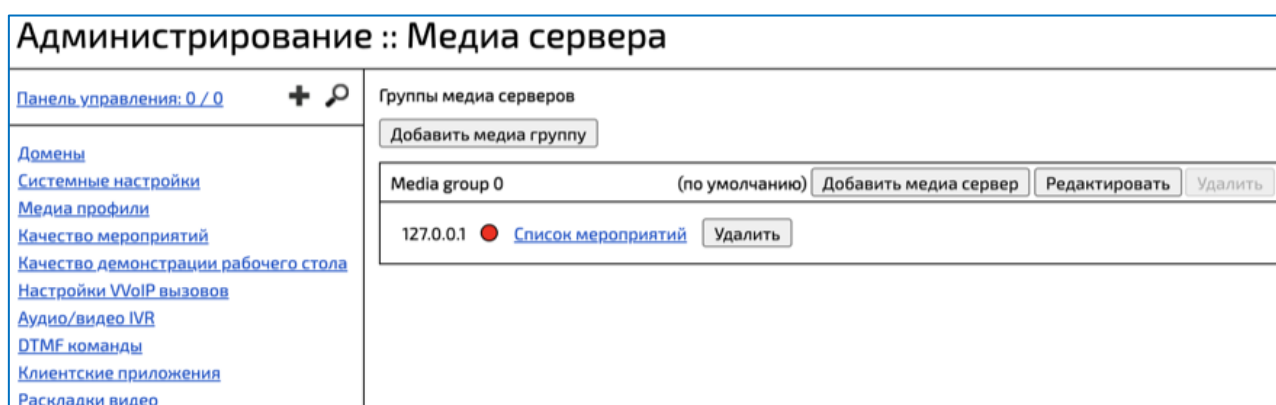 Администрирование :: Медиа сервера
Панель управления: 0 / 0
Домены
Системные настройки
Медиа профили
Качество мероприятий
Качество демонстрации рабочего стола
Настройки VVoIP вызовов
Аудио/видео IVR
DTMF команды
Клиентские приложения
Раскладки видео
Группы медиа серверов
Добавить медиа группу
Media group 0 (по умолчанию) Добавить медиа сервер Редактировать Удалить
127.0.0.1 Список мероприятий Удалить